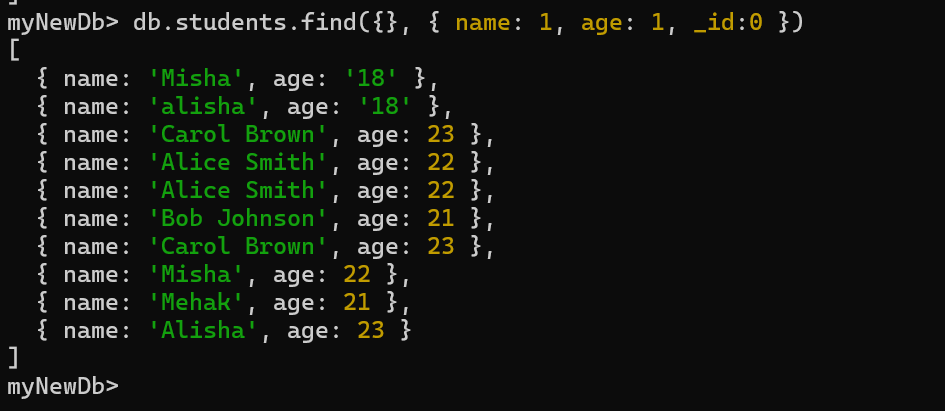 ]
myNewDb> db.students.find({}, { name: 1, age: 1, _id:0 })
[
  { name: 'Misha', age: '18' },
  { name: 'alisha', age: '18' },
  { name: 'Carol Brown', age: 23 },
  { name: 'Alice Smith', age: 22 },
  { name: 'Alice Smith', age: 22 },
  { name: 'Bob Johnson', age: 21 },
  { name: 'Carol Brown', age: 23 },
  { name: 'Misha', age: 22 },
  { name: 'Mehak', age: 21 },
  { name: 'Alisha', age: 23 }
]
myNewDb>